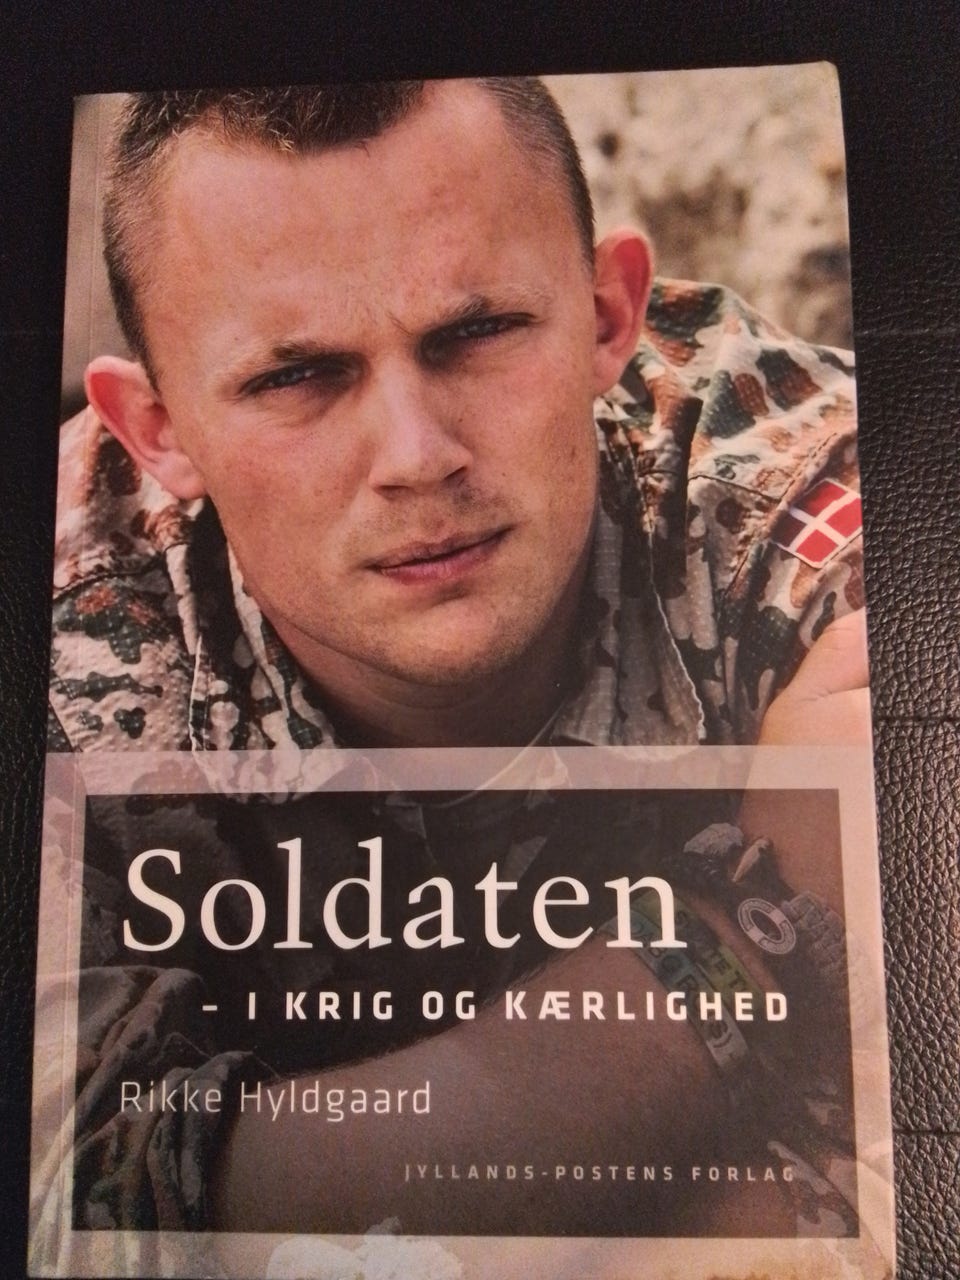 Soldaten
– I KRIG OG KÆRLIGHED
Rikke Hyldgaard
JYLLANDS-POSTENS FORLAG